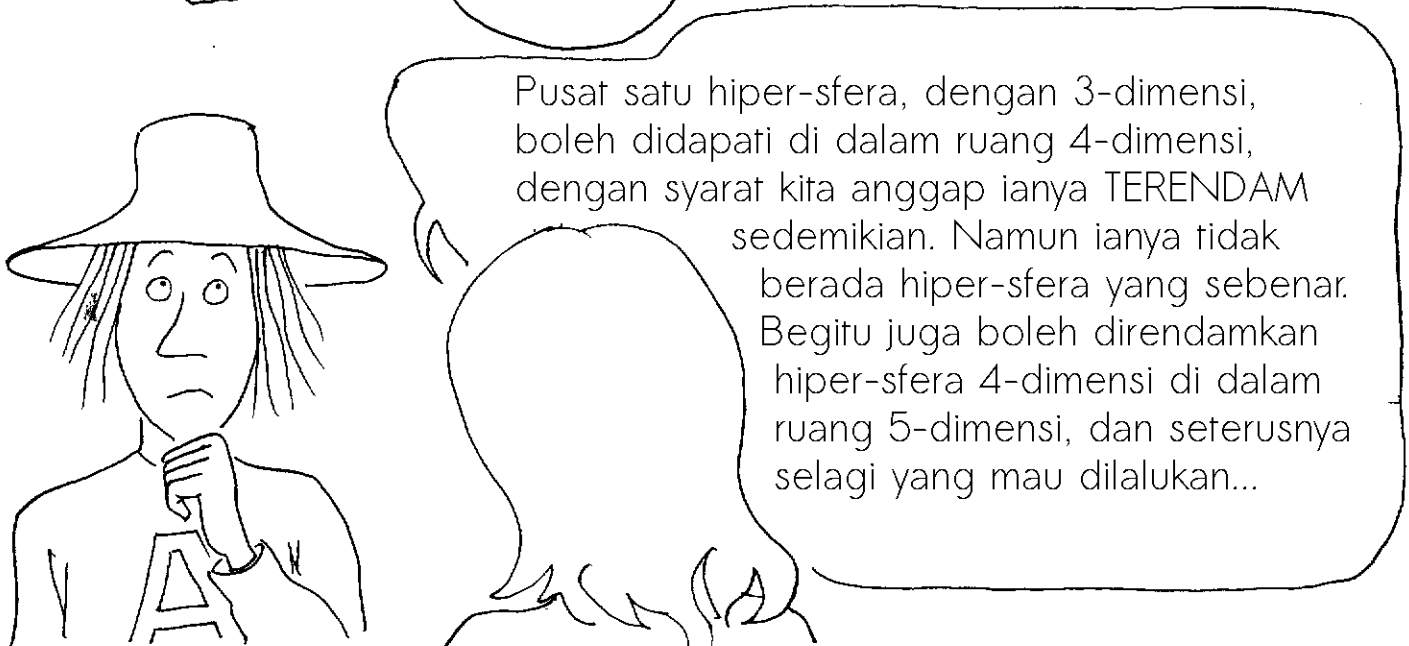 Pusat satu hiper-sfera, dengan 3-dimensi,
boleh didapati di dalam ruang 4-dimensi,
dengan syarat kita anggap ianya TERENDAM
sedemikian. Namun ianya tidak
berada hiper-sfera yang sebenar.
Begitu juga boleh direndamkan
hiper-sfera 4-dimensi di dalam
ruang 5-dimensi, dan seterusnya
selagi yang mau dilalukan...
A